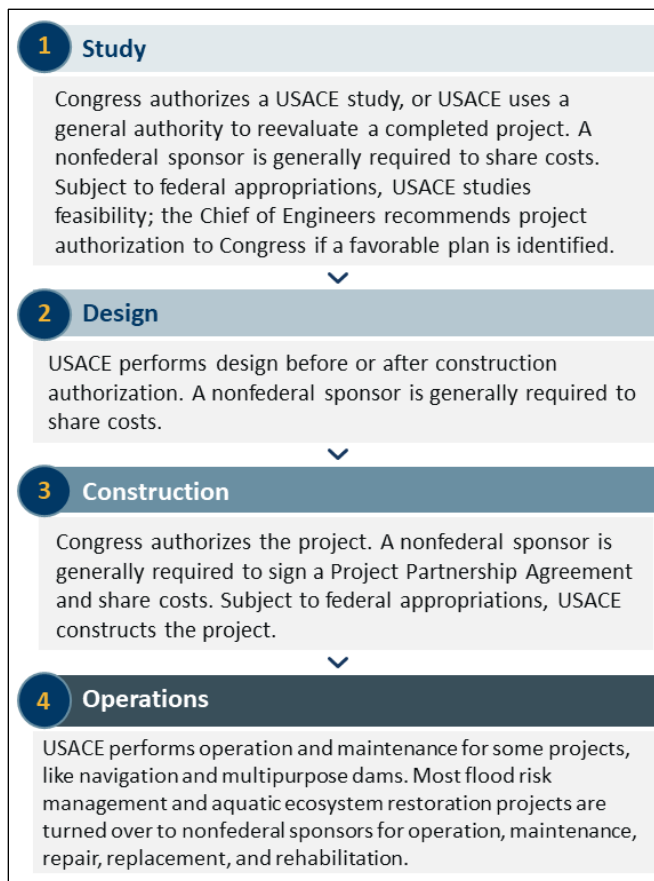 1 Study
Congress authorizes a USACE study, or USACE uses a
general authority to reevaluate a completed project. A
nonfederal sponsor is generally required to share costs.
Subject to federal appropriations, USACE studies
feasibility; the Chief of Engineers recommends project
authorization to Congress if a favorable plan is identified.
2 Design
USACE performs design before or after construction
authorization. A nonfederal sponsor is generally required to
share costs.
3 Construction
Congress authorizes the project. A nonfederal sponsor is
generally required to sign a Project Partnership Agreement
and share costs. Subject to federal appropriations, USACE
constructs the project.
4 Operations
USACE performs operation and maintenance for some projects,
like navigation and multipurpose dams. Most flood risk
management and aquatic ecosystem restoration projects are
turned over to nonfederal sponsors for operation, maintenance,
repair, replacement, and rehabilitation.